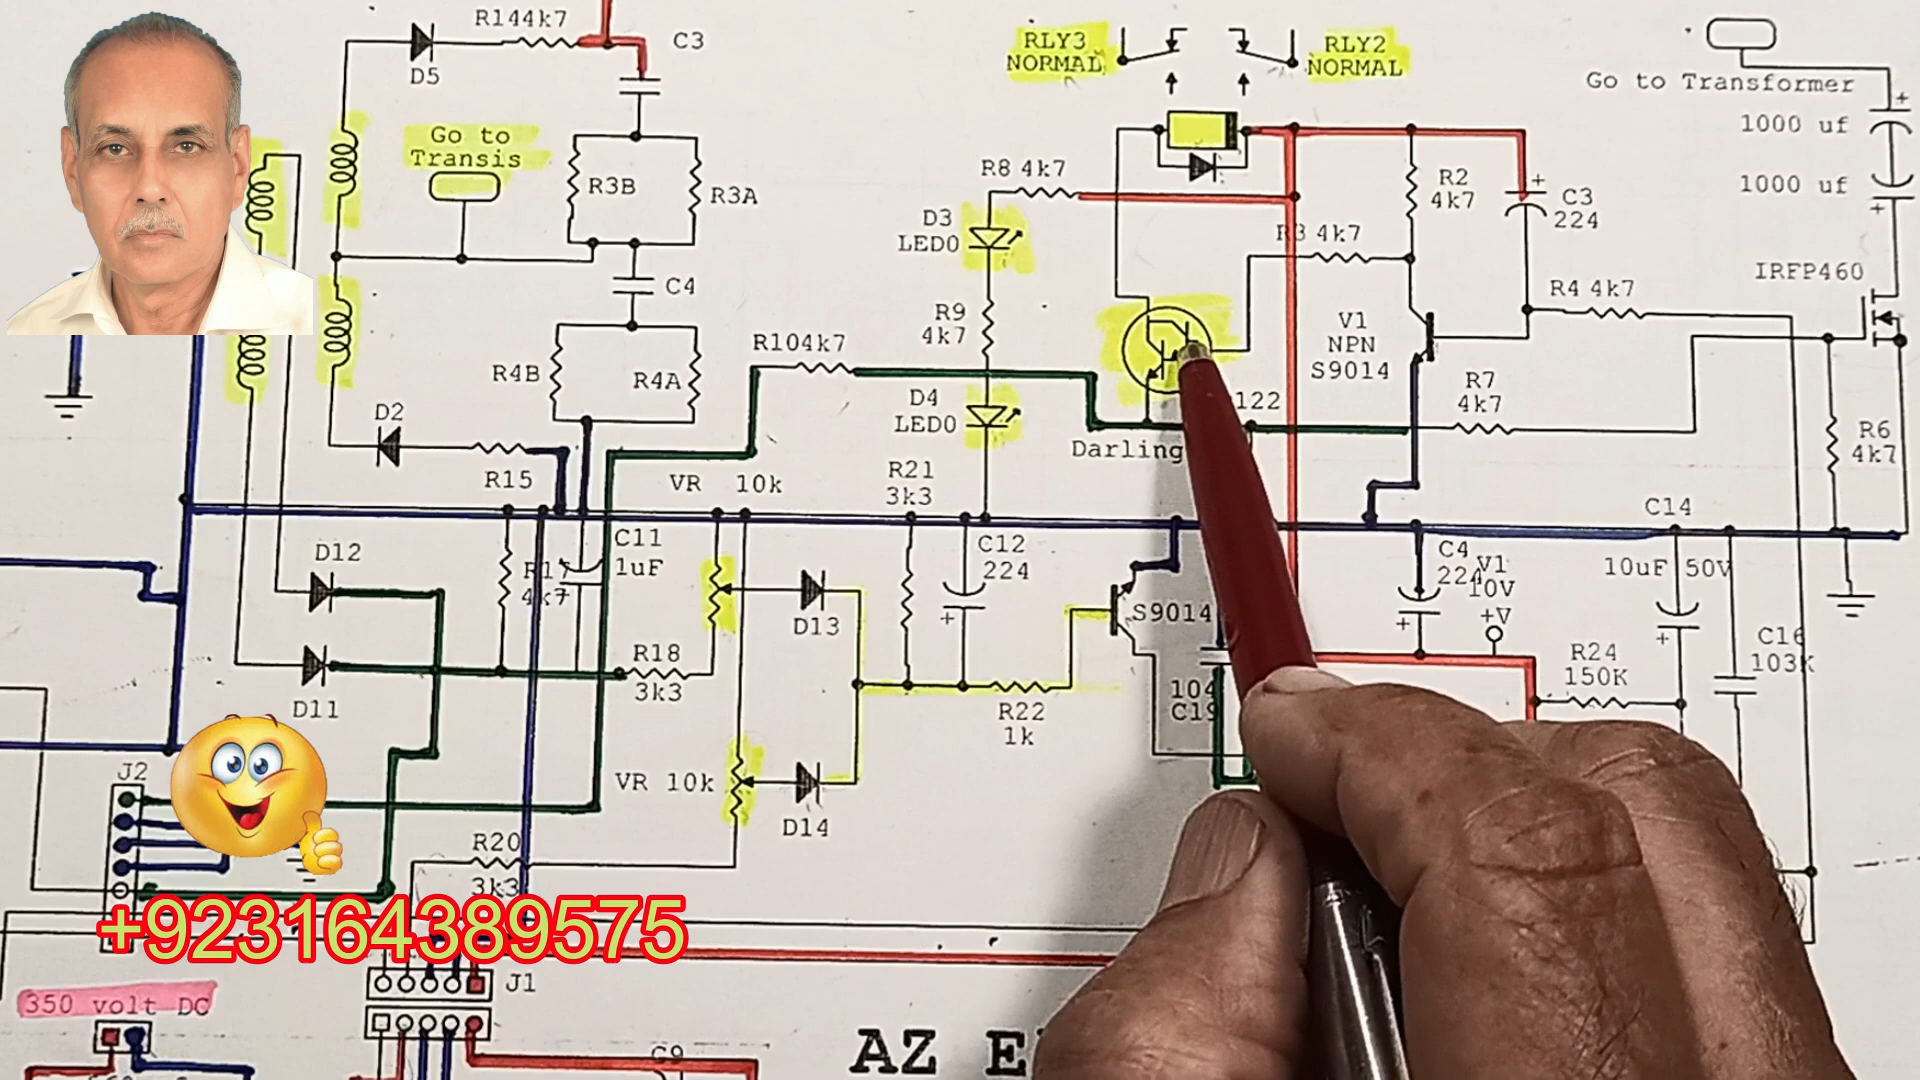 R144k7
C3
D5
Go to
Transis
R3B
R3A
C4
R4B
R4A
D2
R15
RLY3
NORMAL
RLY2
NORMAL
Go to Transformer
1000 uf
1000 uf
R8 4k7
D3
LED0
R9
4k7
D4
LED0
R104k7
R2
4k7
C3
224
R3 4k7
IRFP460
R4 4k7
V1
NPN
S9014
R7
4k7
122
Darling
R6
4k7
VR 10k
R21
3k3
C14
D12
C11
1uF
R17
4k7
C12
224
C4
224
V1
10V
+V
10uF 50V
D13
S9014
R18
3k3
C16
103K
R24
150K
D11
104
C19
R22
1k
J2
VR 10k
D14
R20
3k3
+923164389575
J1
350 volt DC
AZ E
C9